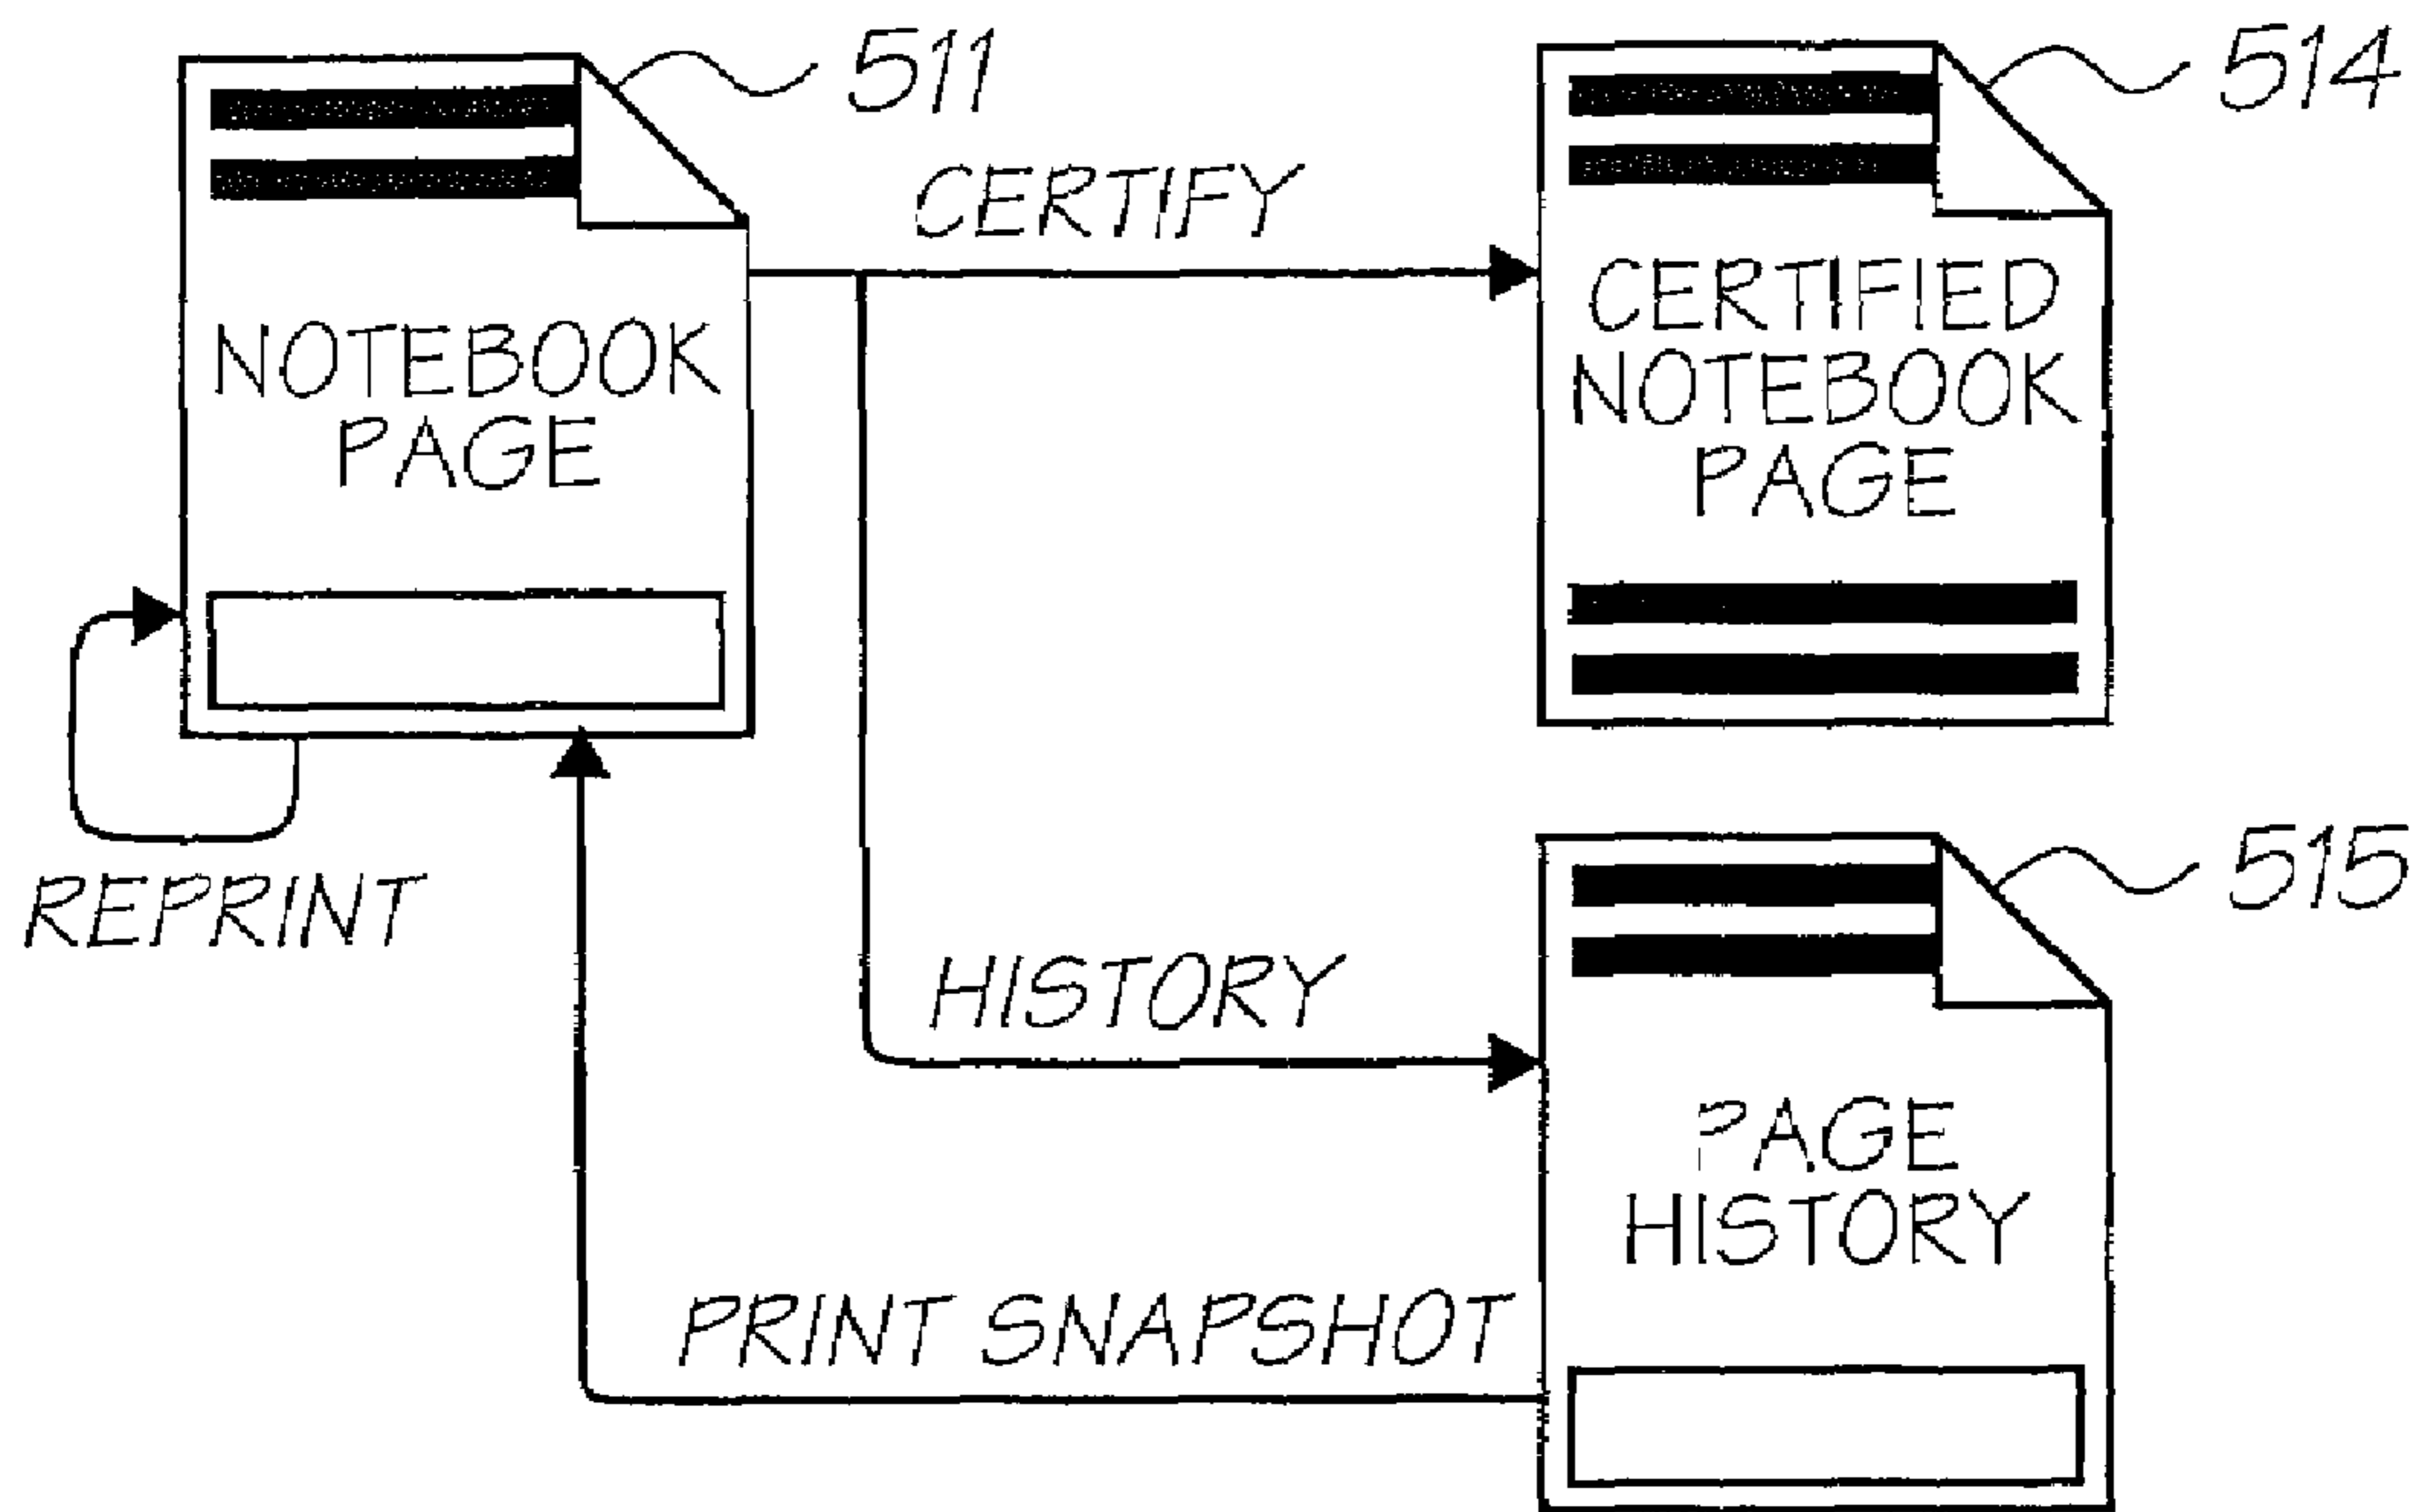 511
514
CERTIFY
NOTEBOOK
PAGE
CERTIFIED
NOTEBOOK
PAGE
REPRINT
515
HISTORY
PAGE
HISTORY
PRINT SNAPSHOT